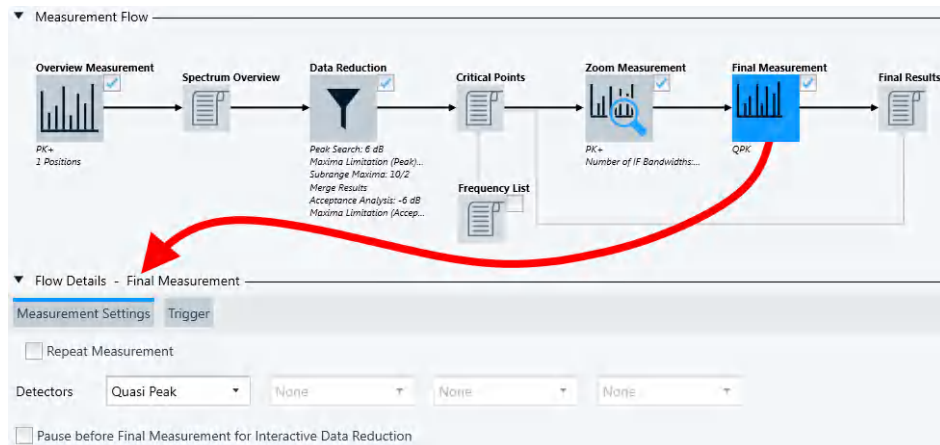 Measurement Flow
Overview Measurement
Spectrum Overview
Data Reduction
Critical Points
Zoom Measurement
Final Measurement
Final Results
PK+
1 Positions
Peak Search: 6 dB
Maxima Limitation (Peak)...
Subrange Maxima: 10/2
Merge Results
Acceptance Analysis: -6 dB
Maxima Limitation (Accep...
PK+
Number of IF Bandwidths:...
QPK
Frequency List
Flow Details - Final Measurement
Measurement Settings Trigger
Repeat Measurement
Detectors Quasi Peak None None None
Pause before Final Measurement for Interactive Data Reduction